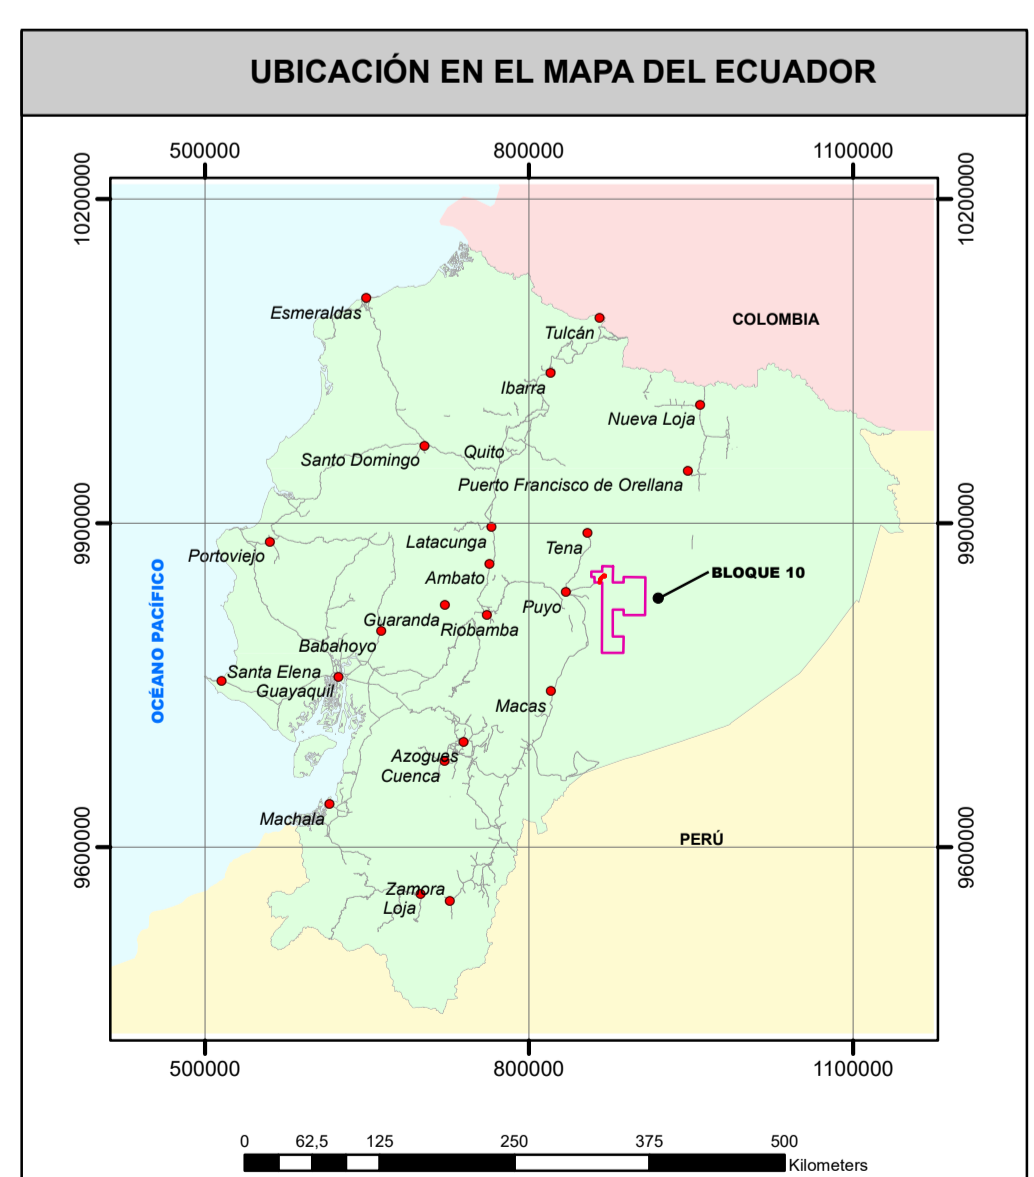 UBICACIÓN EN EL MAPA DEL ECUADOR
500000 800000 1100000
10200000 10200000
Esmeraldas
COLOMBIA
Tulcán
Ibarra
Nueva Loja
Quito
Santo Domingo
Puerto Francisco de Orellana
9900000 9900000
Latacunga
Tena
Portoviejo
BLOQUE 10
Ambato
Puyo
Guaranda
Riobamba
OCÉANO PACÍFICO
Babahoyo
Santa Elena
Guayaquil
Macas
Azogues
Cuenca
Machala
PERÚ
9600000 9600000
Zamora
Loja
500000 800000 1100000
0 62,5 125 250 375 500
Kilometers